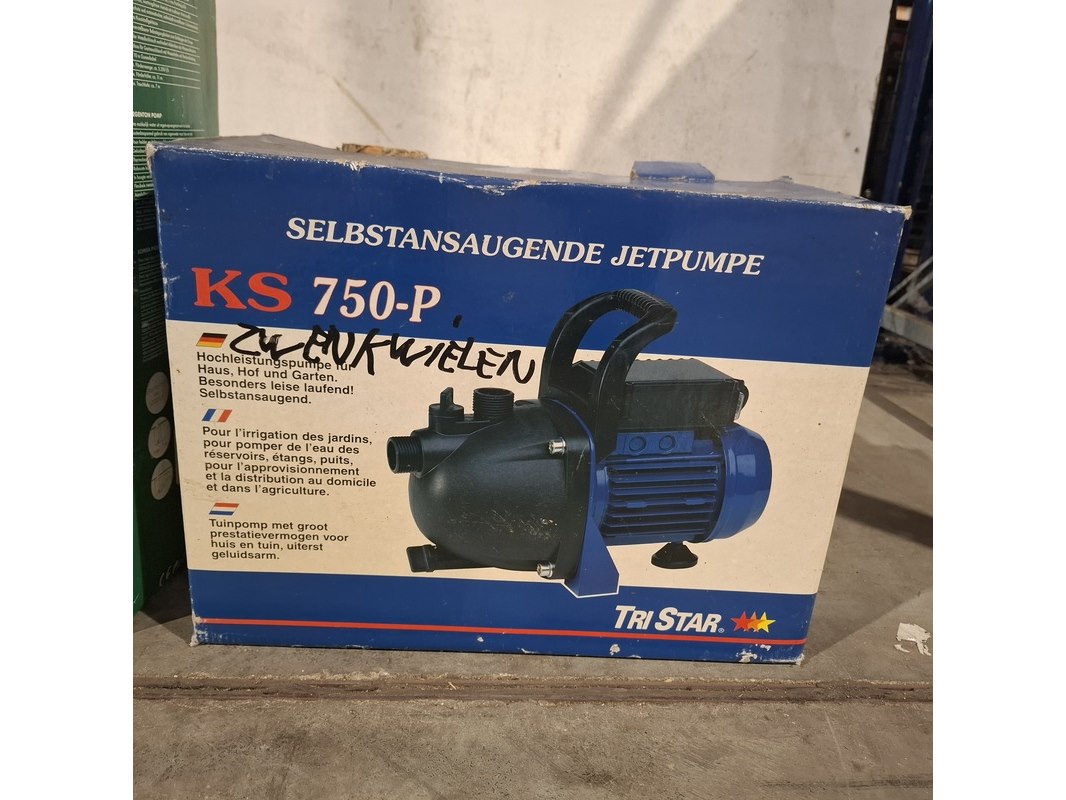 SELBSTANSAUGENDE JETPUMPE
KS 750-P
ZWENKWIELEN
Hochleistungspumpe für
Haus, Hof und Garten.
Besonders leise laufend!
Selbstansaugend.
Pour l'irrigation des jardins,
pour pomper de l'eau des
réservoirs, étangs, puits,
pour l'approvisionnement
et la distribution au domicile
et dans l'agriculture.
Tuinpomp met groot
prestatievermogen voor
huis en tuin, uiterst
geluidsarm.
TRI STAR®